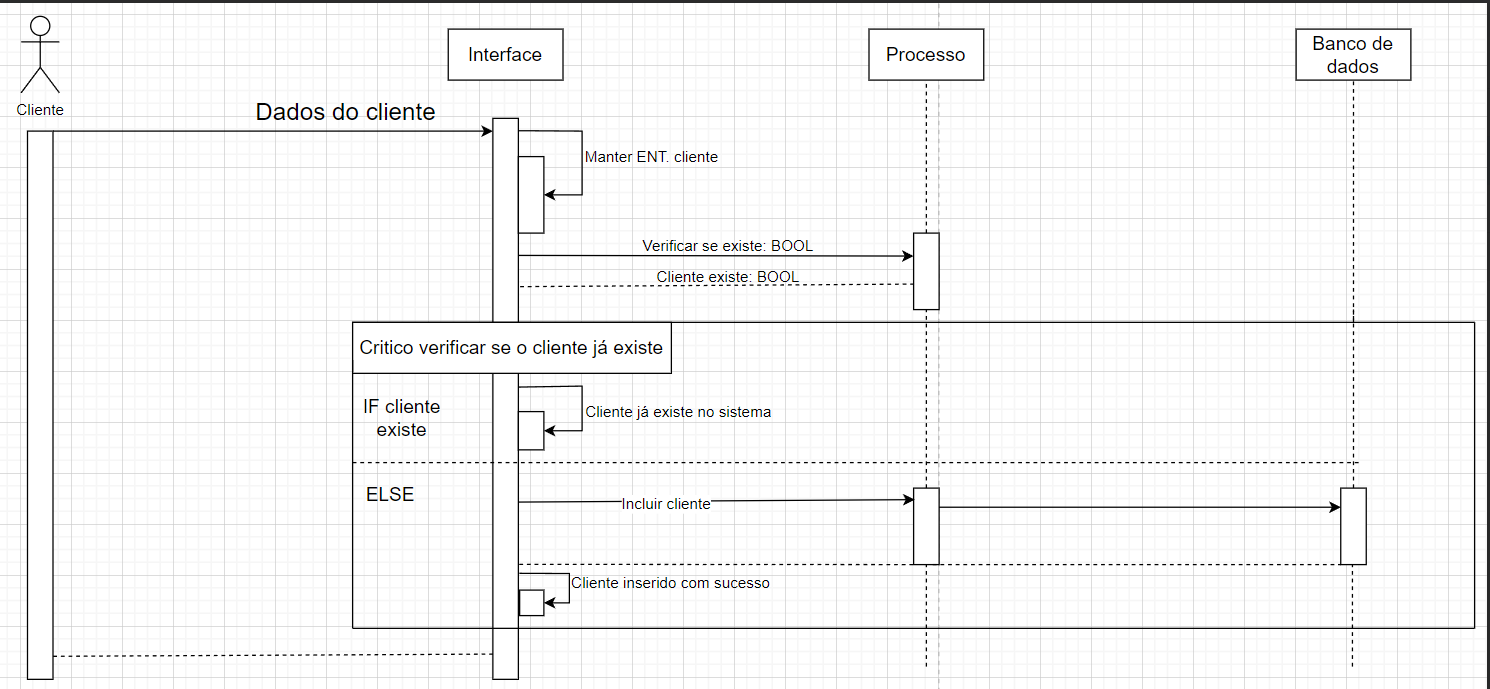 Interface
Processo
Banco de
dados
Cliente
Dados do cliente
Manter ENT. cliente
Verificar se existe: BOOL
Cliente existe: BOOL
Critico verificar se o cliente já existe
IF cliente
existe
Cliente já existe no sistema
ELSE
Incluir cliente
Cliente inserido com sucesso